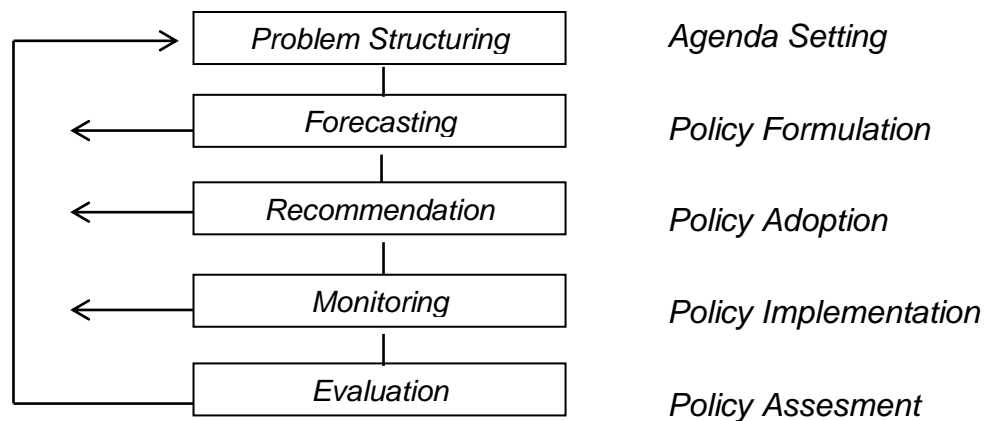 Problem Structuring Agenda Setting
Forecasting Policy Formulation
Recommendation Policy Adoption
Monitoring Policy Implementation
Evaluation Policy Assesment